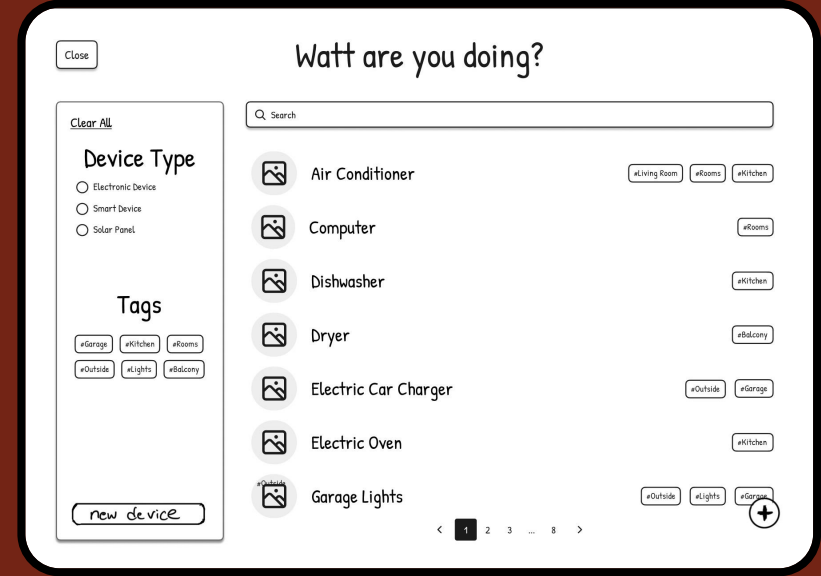 Close
Watt are you doing?
Clear All
Device Type
Electronic Device
Smart Device
Solar Panel
Tags
#Garage #Kitchen #Rooms
#Outside #Lights #Balcony
new device
Search
Air Conditioner #Living Room #Rooms #Kitchen
Computer #Rooms
Dishwasher #Kitchen
Dryer #Balcony
Electric Car Charger #Outside #Garage
Electric Oven #Kitchen
#Outside
Garage Lights #Outside #Lights #Garage
< 1 2 3 ... 8 >